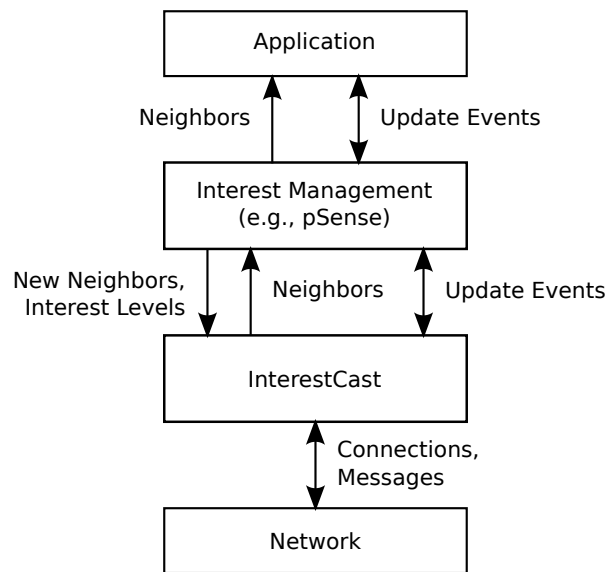 Application
Neighbors
Update Events
Interest Management
(e.g., pSense)
New Neighbors,
Interest Levels
Neighbors
Update Events
InterestCast
Connections,
Messages
Network